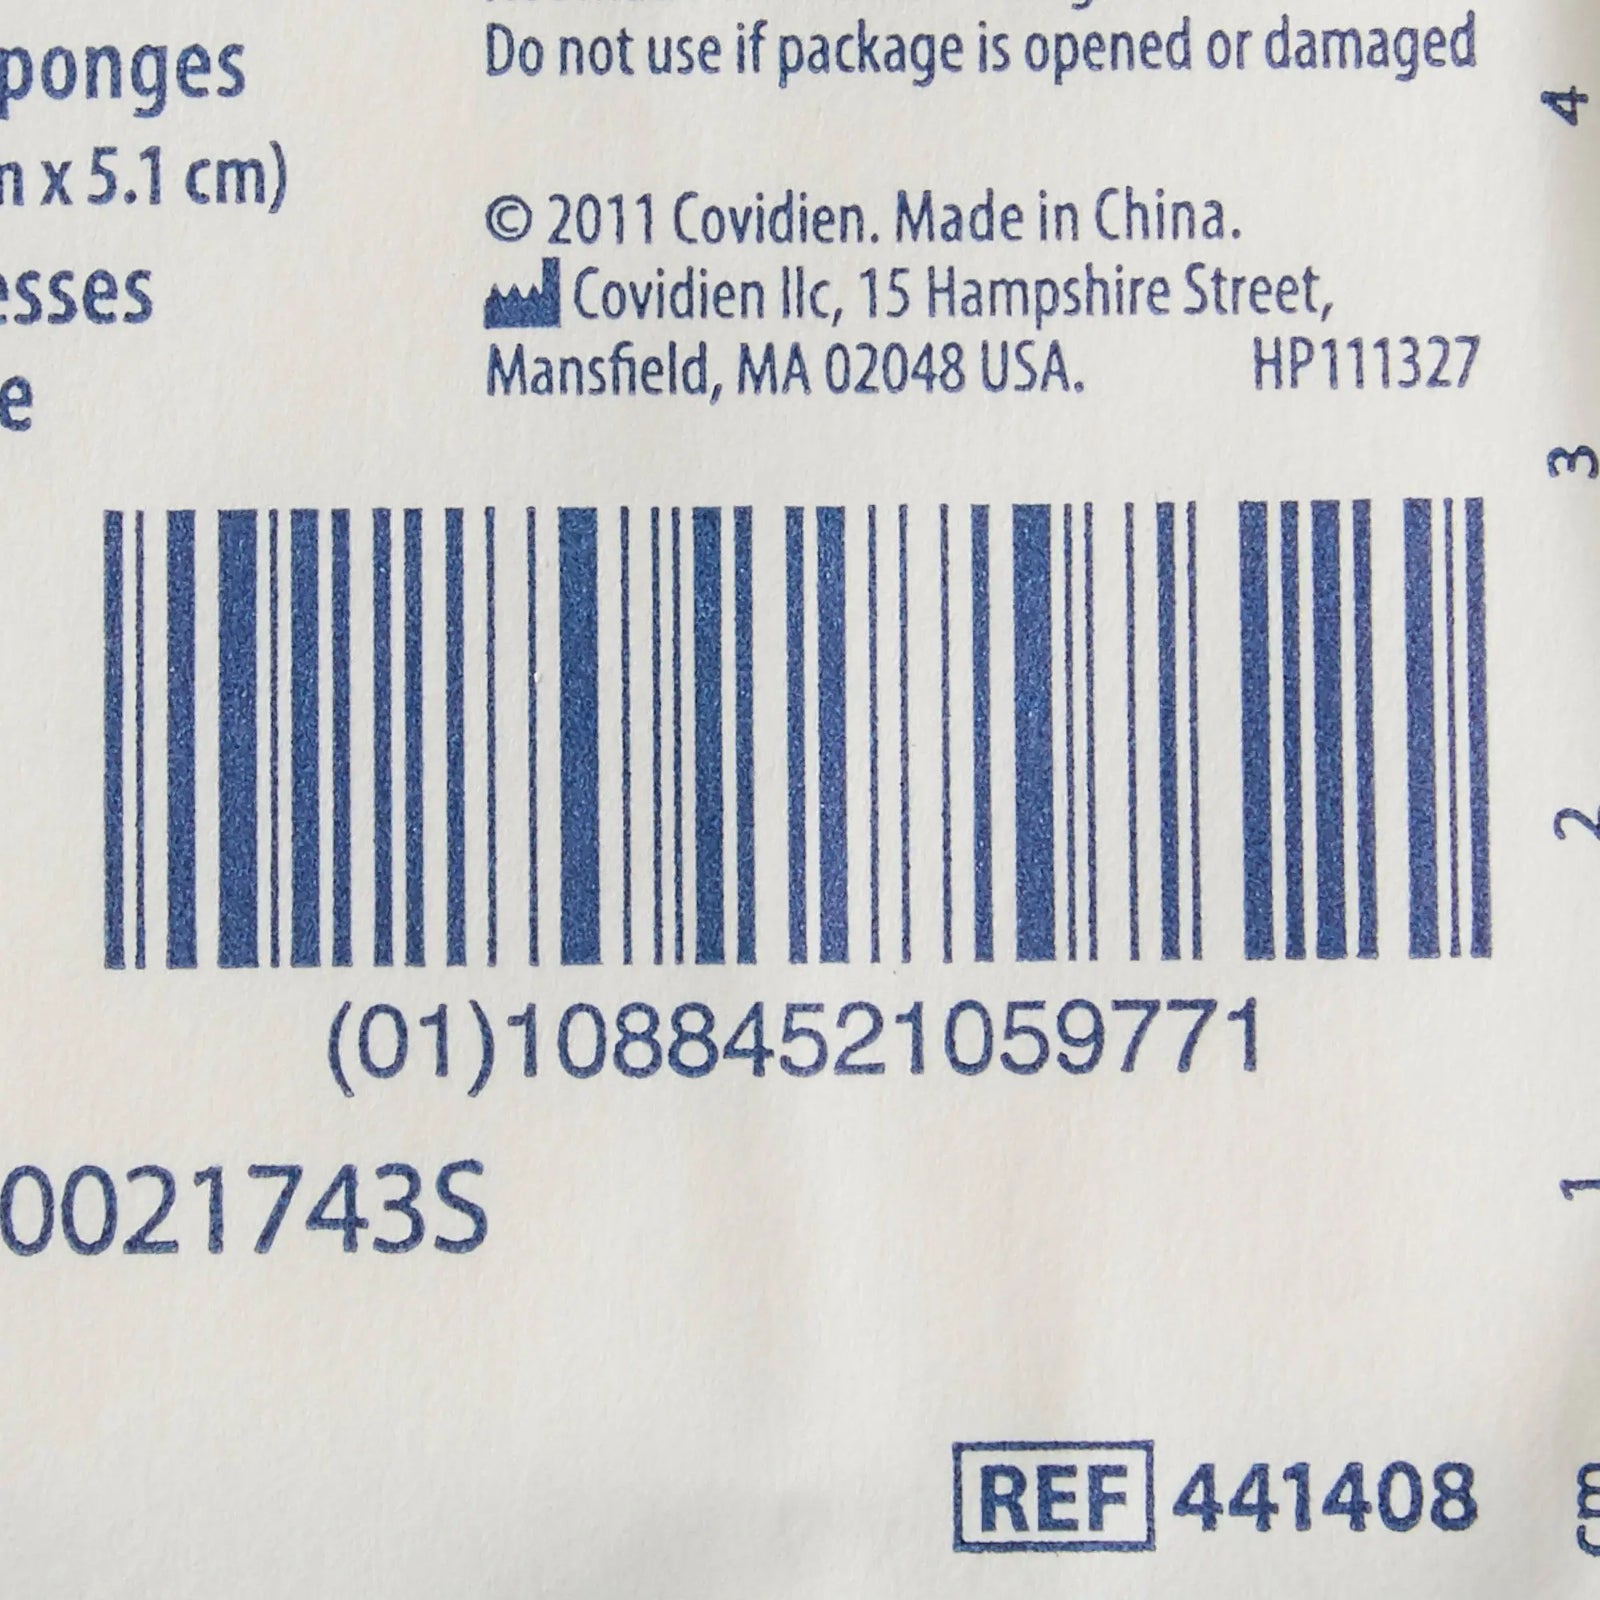 ponges
x 5.1 cm)
esses
e
Do not use if package is opened or damaged
© 2011 Covidien. Made in China.
Covidien llc, 15 Hampshire Street,
Mansfield, MA 02048 USA. HP111327
(01)10884521059771
0021743S
REF 441408
4
3
2
1
cm